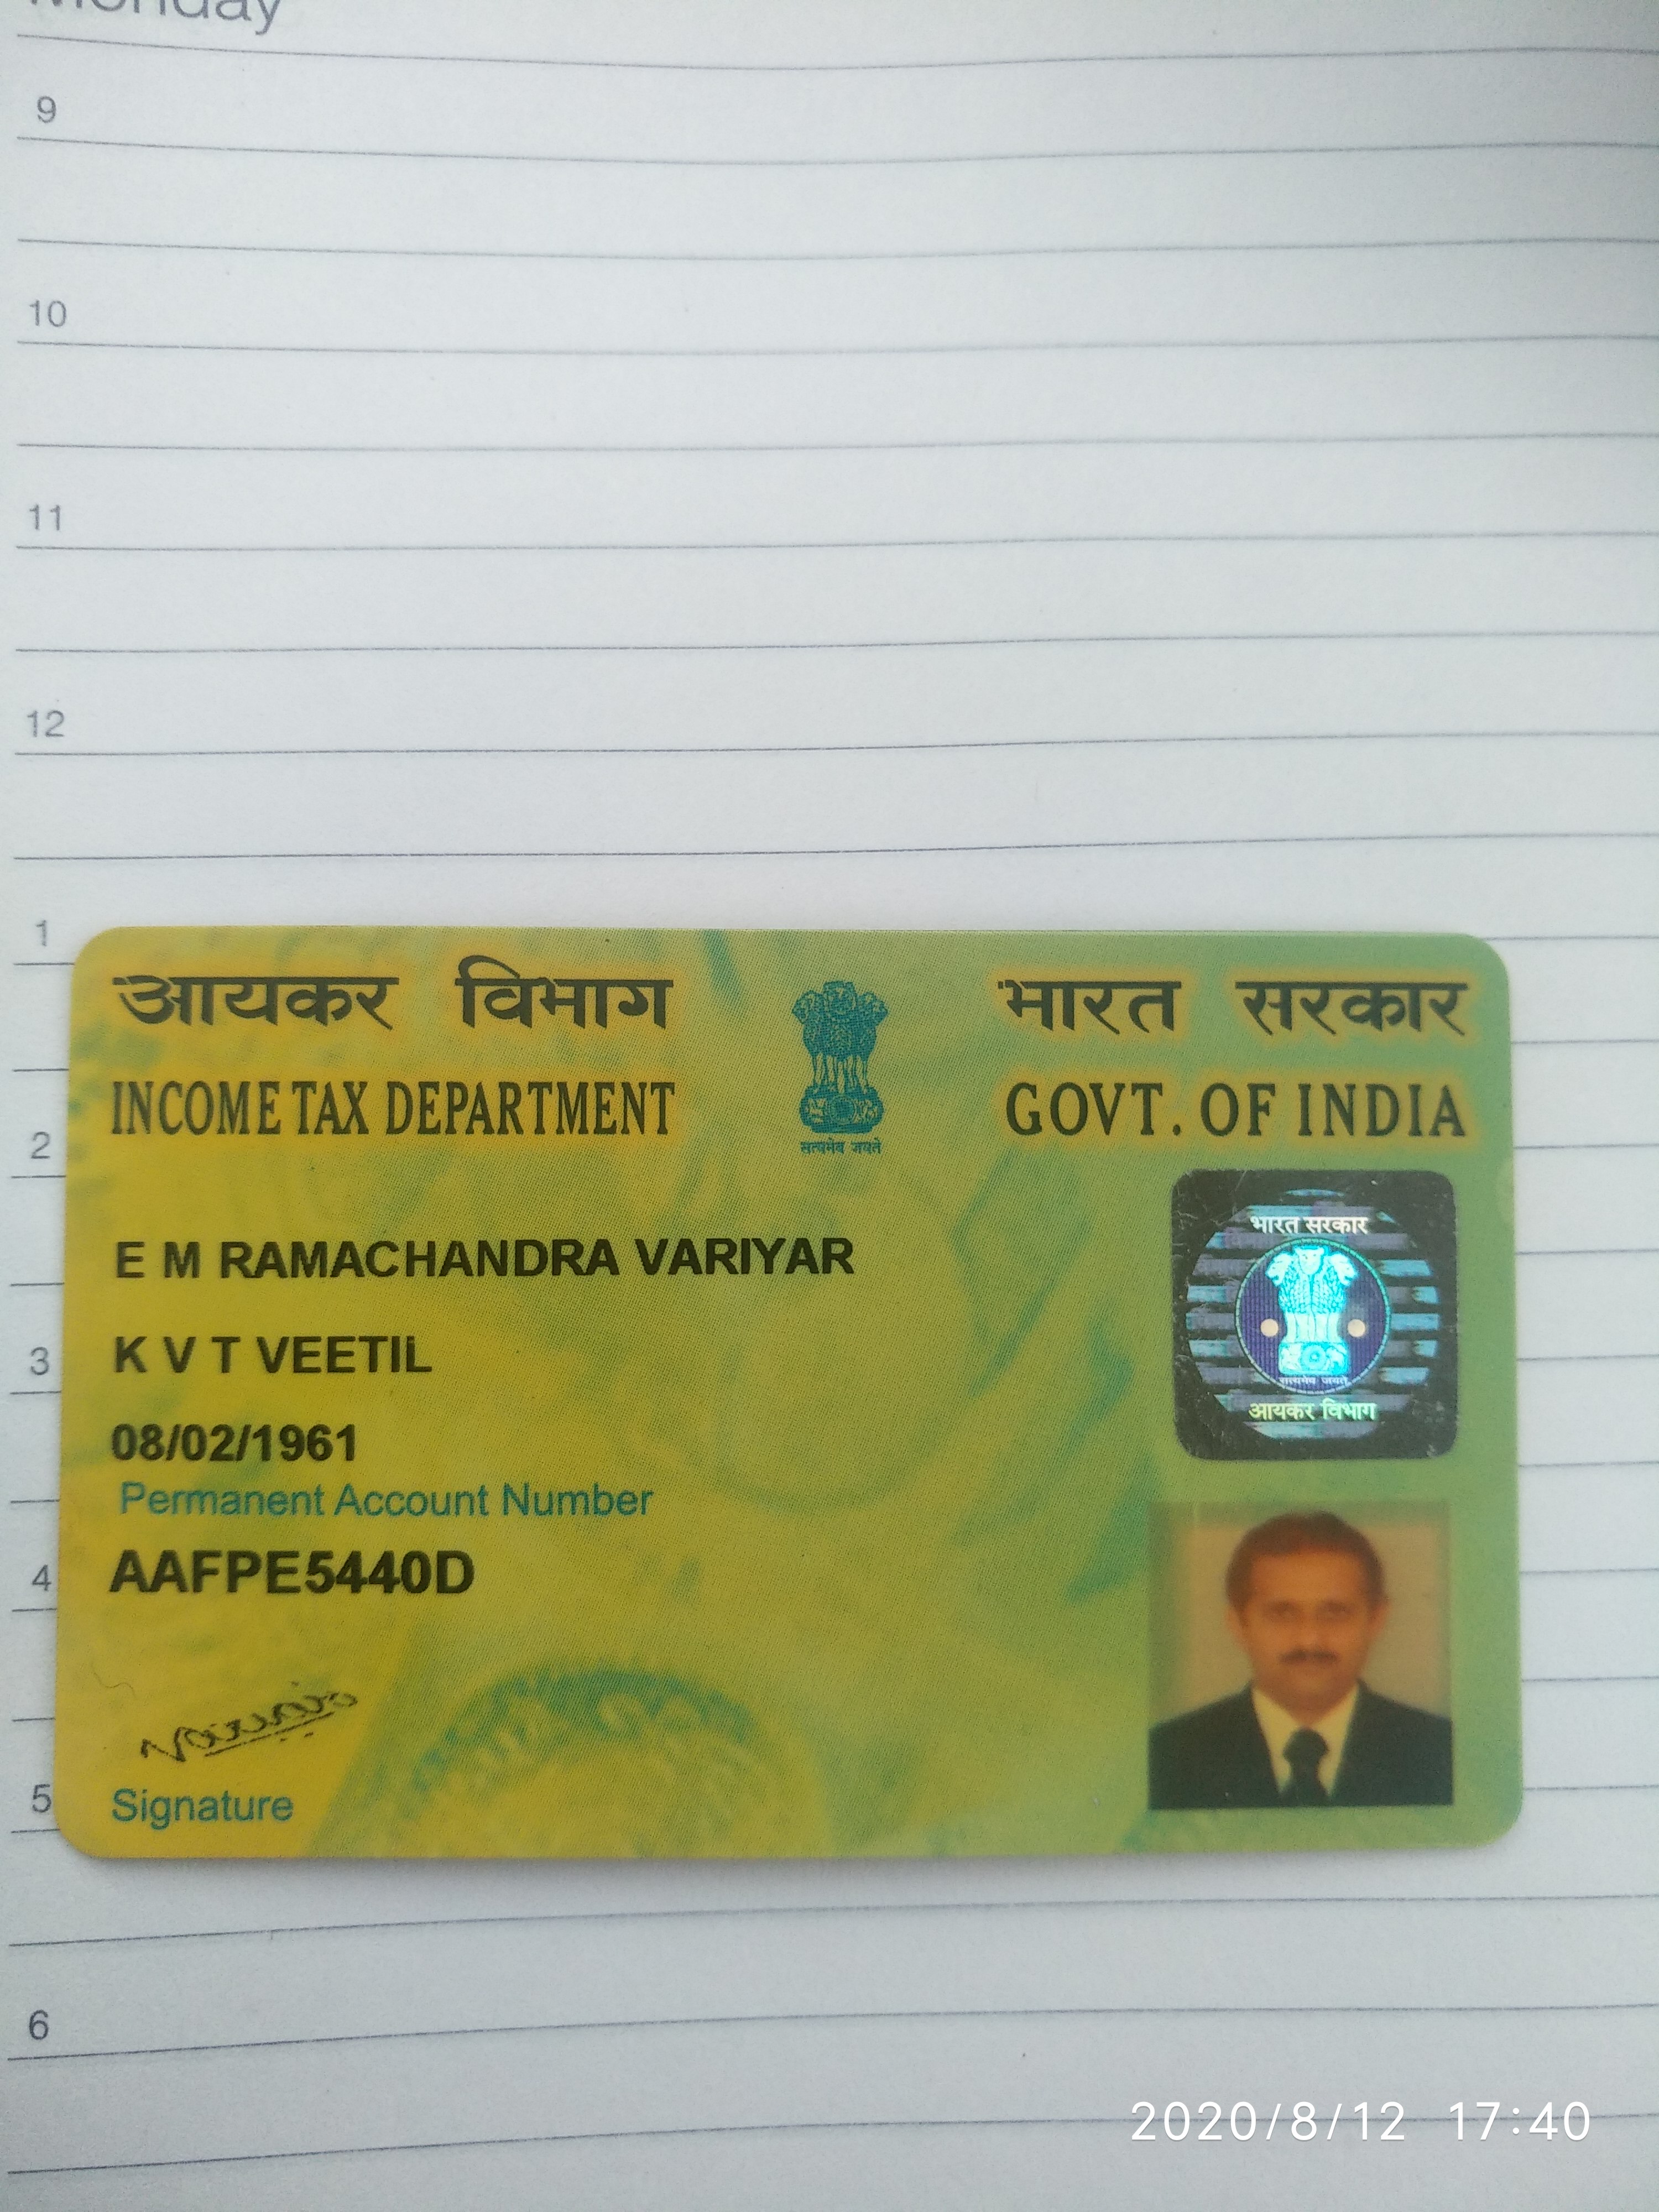 Monday
9
10
11
12
1
आयकर विभाग
भारत सरकार
INCOME TAX DEPARTMENT
GOVT. OF INDIA
सत्यमेव जयते
2
भारत सरकार
E M RAMACHANDRA VARIYAR
3
K V T VEETIL
सत्यमेव जयते
आयकर विभाग
08/02/1961
Permanent Account Number
4
AAFPE5440D
5
Signature
6
2020/8/12 17:40